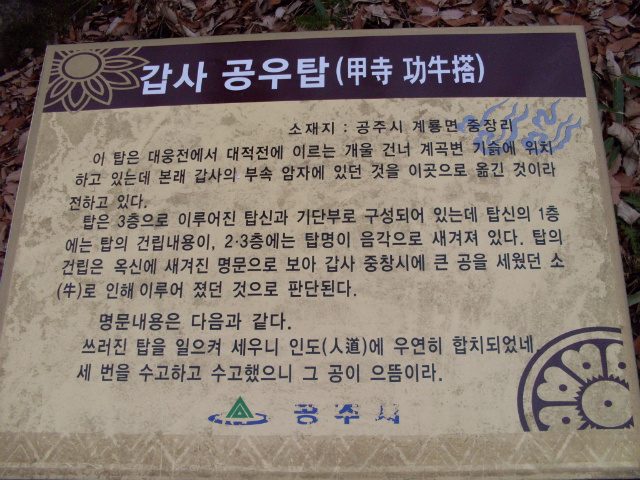 갑사 공우탑(甲寺 功牛搭)
소재지 : 공주시 계룡면 중장리
이 탑은 대웅전에서 대적전에 이르는 개울 건너 계곡변 기슭에 위치
하고 있는데 본래 갑사의 부속 암자에 있던 것을 이곳으로 옮긴 것이라
전하고 있다.
탑은 3층으로 이루어진 탑신과 기단부로 구성되어 있는데 탑신의 1층
에는 탑의 건립내용이, 2·3층에는 탑명이 음각으로 새겨져 있다. 탑의
건립은 옥신에 새겨진 명문으로 보아 갑사 중창시에 큰 공을 세웠던 소
(牛)로 인해 이루어 졌던 것으로 판단된다.
명문내용은 다음과 같다.
쓰러진 탑을 일으켜 세우니 인도(人道)에 우연히 합치되었네
세 번을 수고하고 수고했으니 그 공이 으뜸이라.
공주시